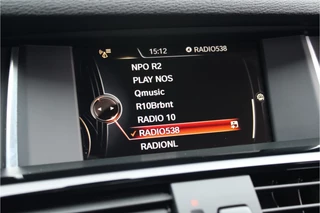 15:12 RADIO538
NPO R2
PLAY NOS
Qmusic
R10Brbnt
RADIO 10
RADIO538
RADIONL